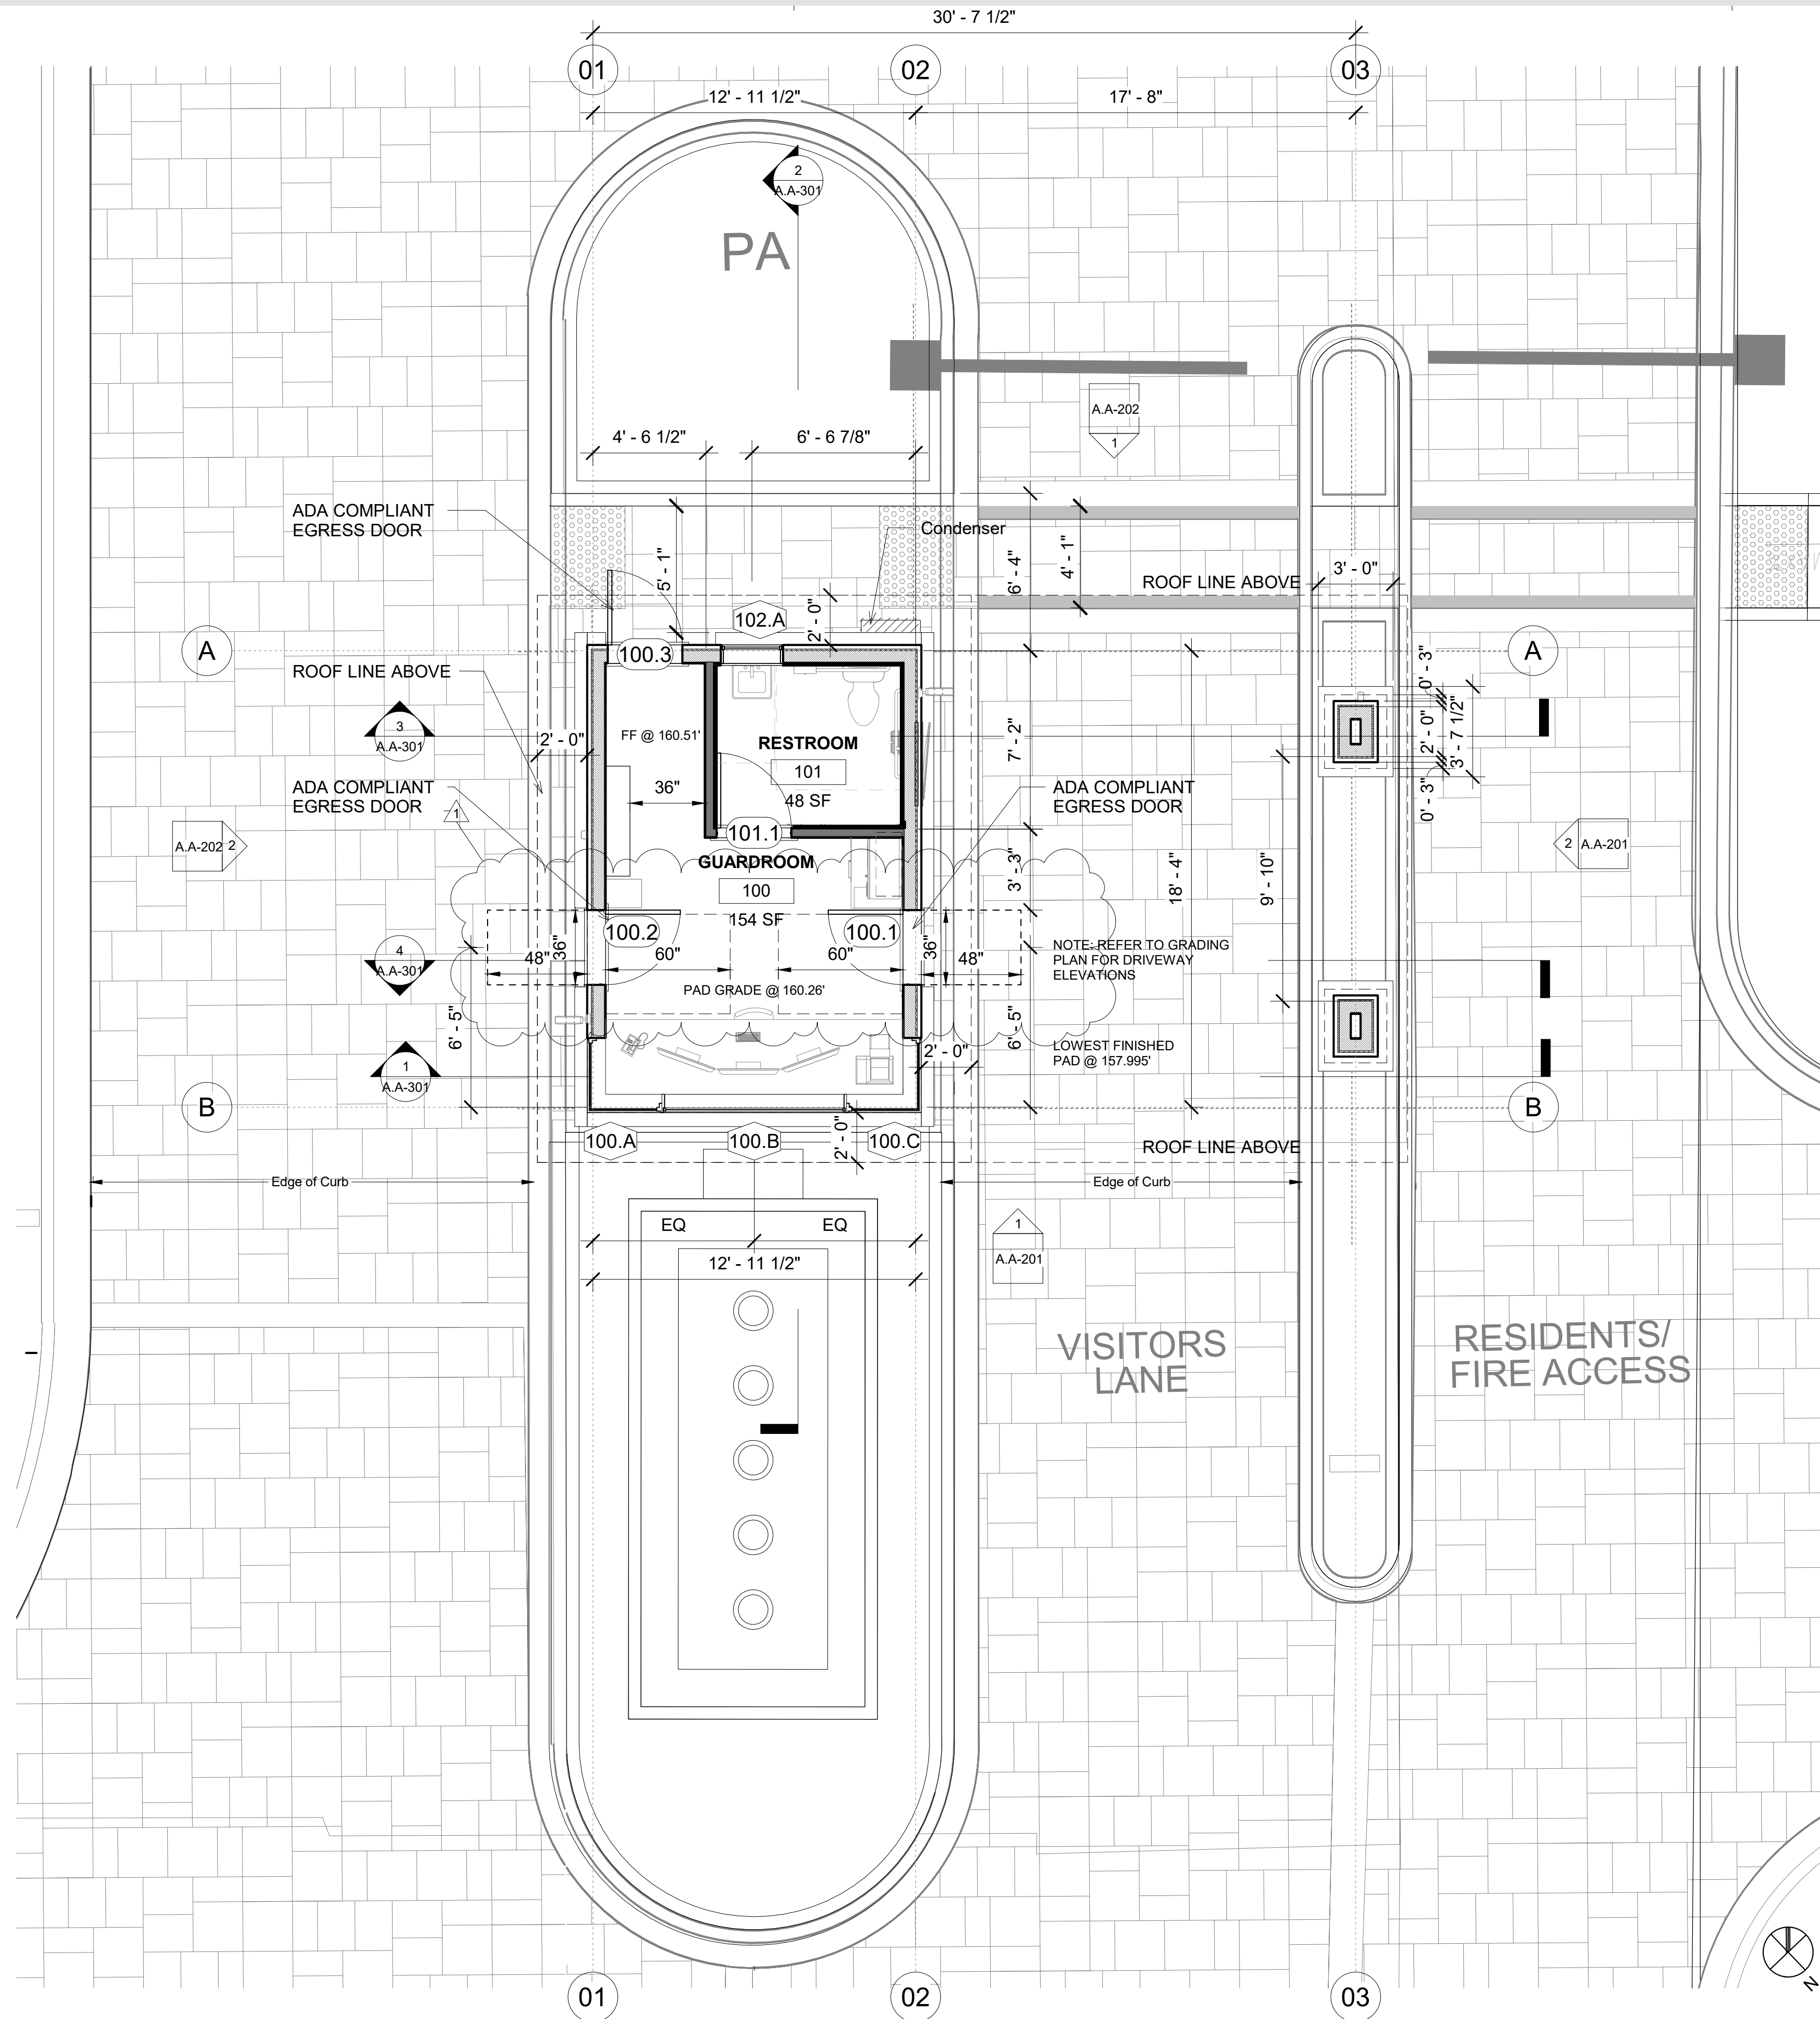 30' - 7 1/2"
01
02
03
12' - 11 1/2"
17' - 8"
2
A.A-301
PA
A.A-202
1
4' - 6 1/2"
6' - 6 7/8"
ADA COMPLIANT
EGRESS DOOR
Condenser
5' - 1"
6' - 4"
4' - 1"
ROOF LINE ABOVE
3' - 0"
102.A
2' - 0"
A
100.3
A
ROOF LINE ABOVE
0' - 3"
2' - 0"
3' - 7 1/2"
0' - 3"
3
A.A-301
2' - 0"
FF @ 160.51'
RESTROOM
101
48 SF
7' - 2"
36"
ADA COMPLIANT
EGRESS DOOR
1
ADA COMPLIANT
EGRESS DOOR
101.1
A.A-202
2
2
A.A-201
GUARDROOM
100
154 SF
3' - 3"
18' - 4"
9' - 10"
100.2
100.1
4
A.A-301
48"
36"
60"
60"
36"
48"
NOTE: REFER TO GRADING
PLAN FOR DRIVEWAY
ELEVATIONS
PAD GRADE @ 160.26'
6' - 5"
6' - 5"
2' - 0"
LOWEST FINISHED
PAD @ 157.995'
1
A.A-301
B
B
100.A
100.B
100.C
2' - 0"
ROOF LINE ABOVE
Edge of Curb
Edge of Curb
EQ
EQ
1
A.A-201
12' - 11 1/2"
VISITORS
LANE
RESIDENTS/
FIRE ACCESS
N
01
02
03